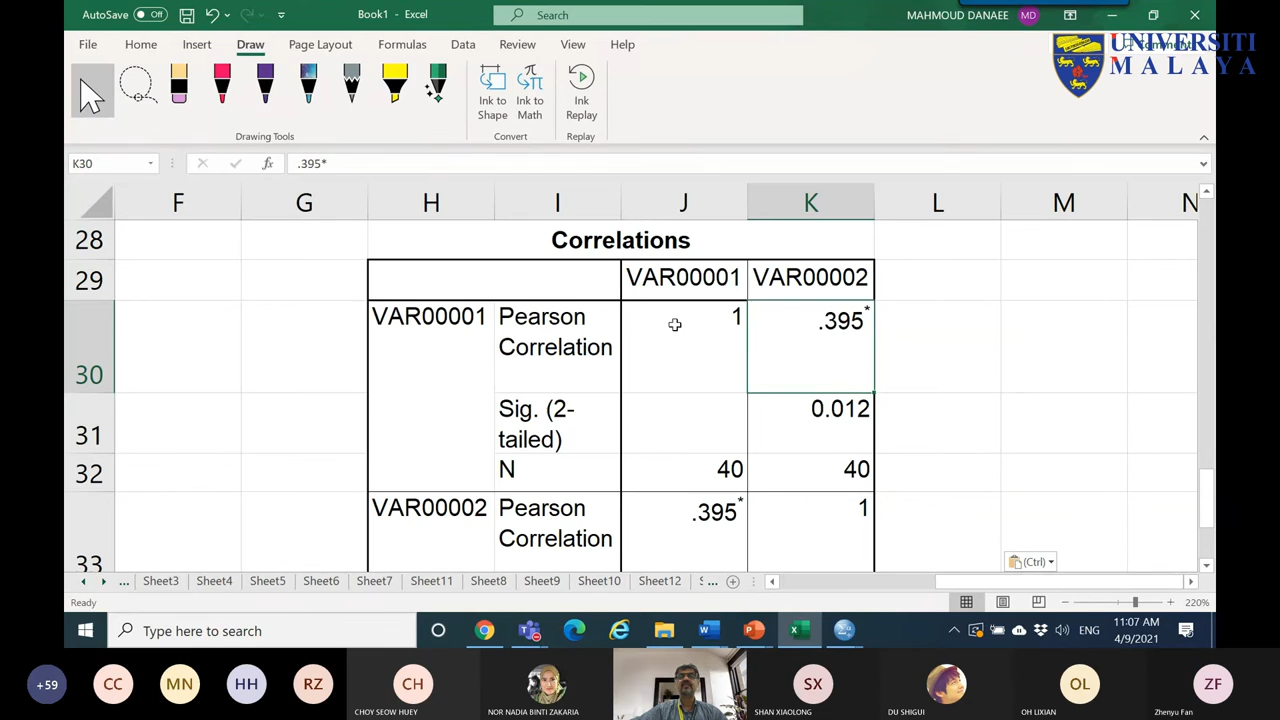 AutoSave Off
Book1 - Excel
Search
MAHMOUD DANAEE MD
File Home Insert Draw Page Layout Formulas Data Review View Help
UNIVERSITI
MALAYA
Ink to Shape
Ink to Math
Ink Replay
Drawing Tools
Convert
Replay
K30
fx
.395*
F G H I J K L M N
28 Correlations
29 VAR00001 VAR00002
30 VAR00001 Pearson Correlation 1 .395*
31 Sig. (2-tailed) 0.012
32 N 40 40
33 VAR00002 Pearson Correlation .395* 1
(Ctrl)
... Sheet3 Sheet4 Sheet5 Sheet6 Sheet7 Sheet11 Sheet8 Sheet9 Sheet10 Sheet12 ...
Ready
220%
Type here to search
ENG
11:07 AM
4/9/2021
+59 CC MN HH RZ CH SX OL ZF
CHOY SEOW HUEY
NOR NADIA BINTI ZAKARIA
SHAN XIAOLONG
DU SHIGUI
OH LIXIAN
Zhenyu Fan